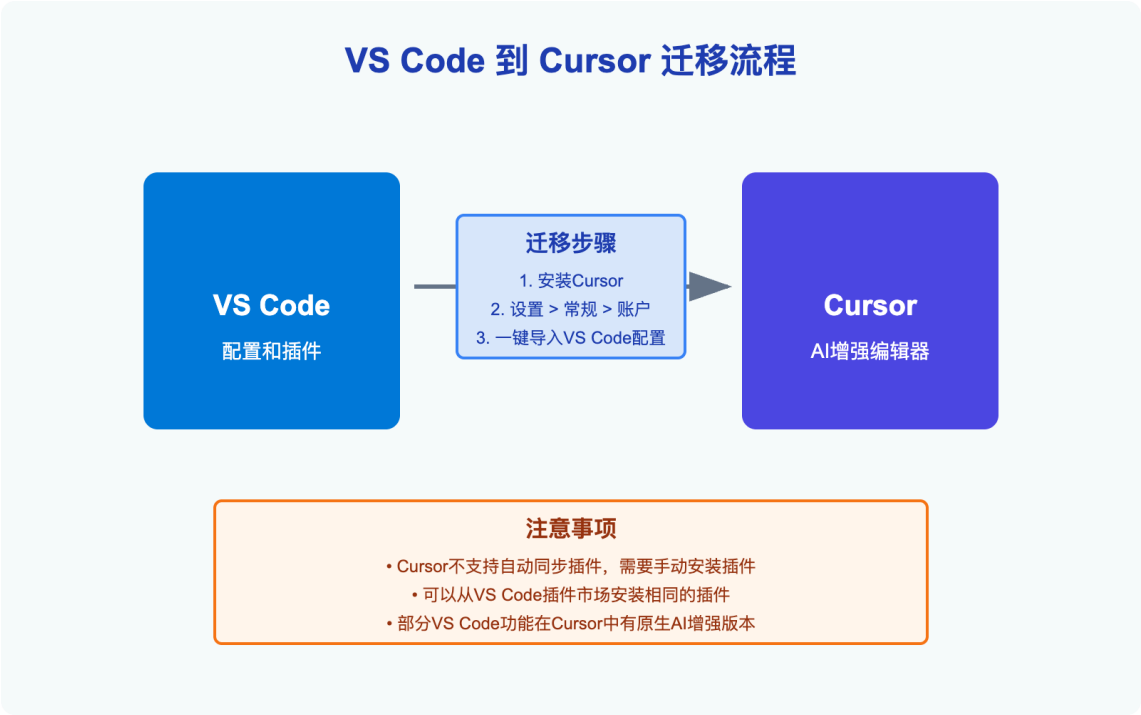 VS Code 到 Cursor 迁移流程
VS Code
配置和插件
迁移步骤
1. 安装Cursor
2. 设置 > 常规 > 账户
3. 一键导入VS Code配置
Cursor
AI增强编辑器
注意事项
• Cursor不支持自动同步插件，需要手动安装插件
• 可以从VS Code插件市场安装相同的插件
• 部分VS Code功能在Cursor中有原生AI增强版本